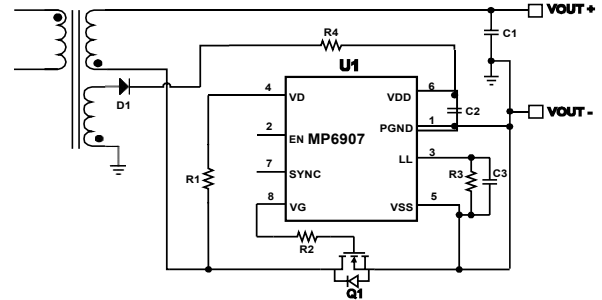 VOUT +
C1
R4
U1
D1
4
VD
VDD
6
C2
VOUT -
2
EN
MP6907
PGND
1
R1
7
SYNC
LL
3
R3
C3
8
VG
VSS
5
R2
Q1